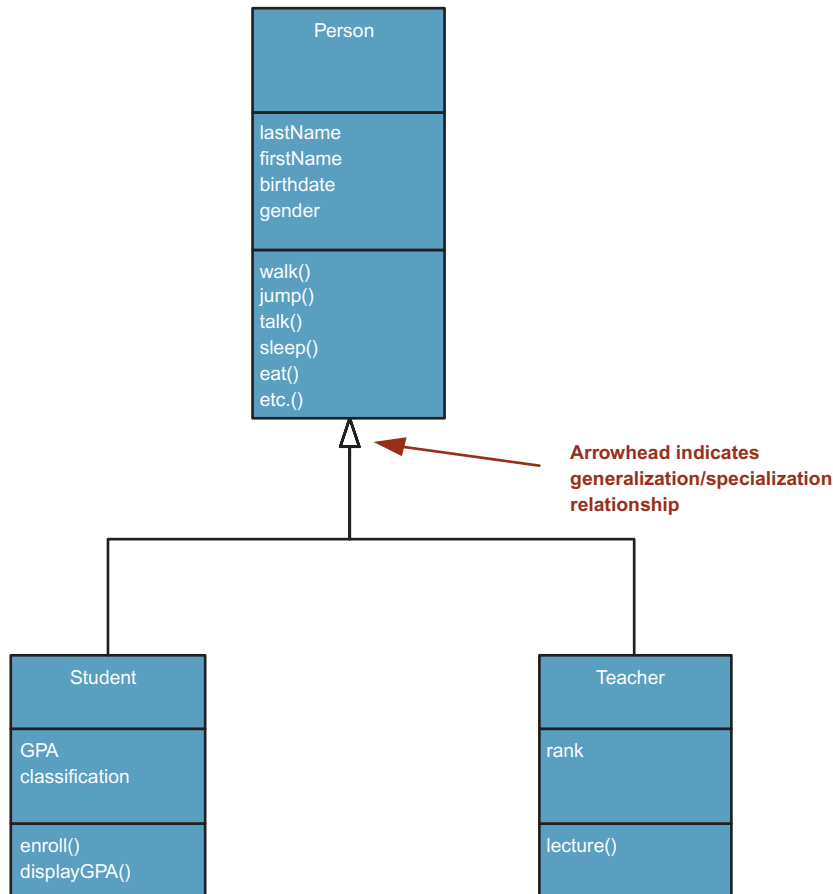 Person
lastName
firstName
birthdate
gender
walk()
jump()
talk()
sleep()
eat()
etc.()
Arrowhead indicates
generalization/specialization
relationship
Student
GPA
classification
enroll()
displayGPA()
Teacher
rank
lecture()